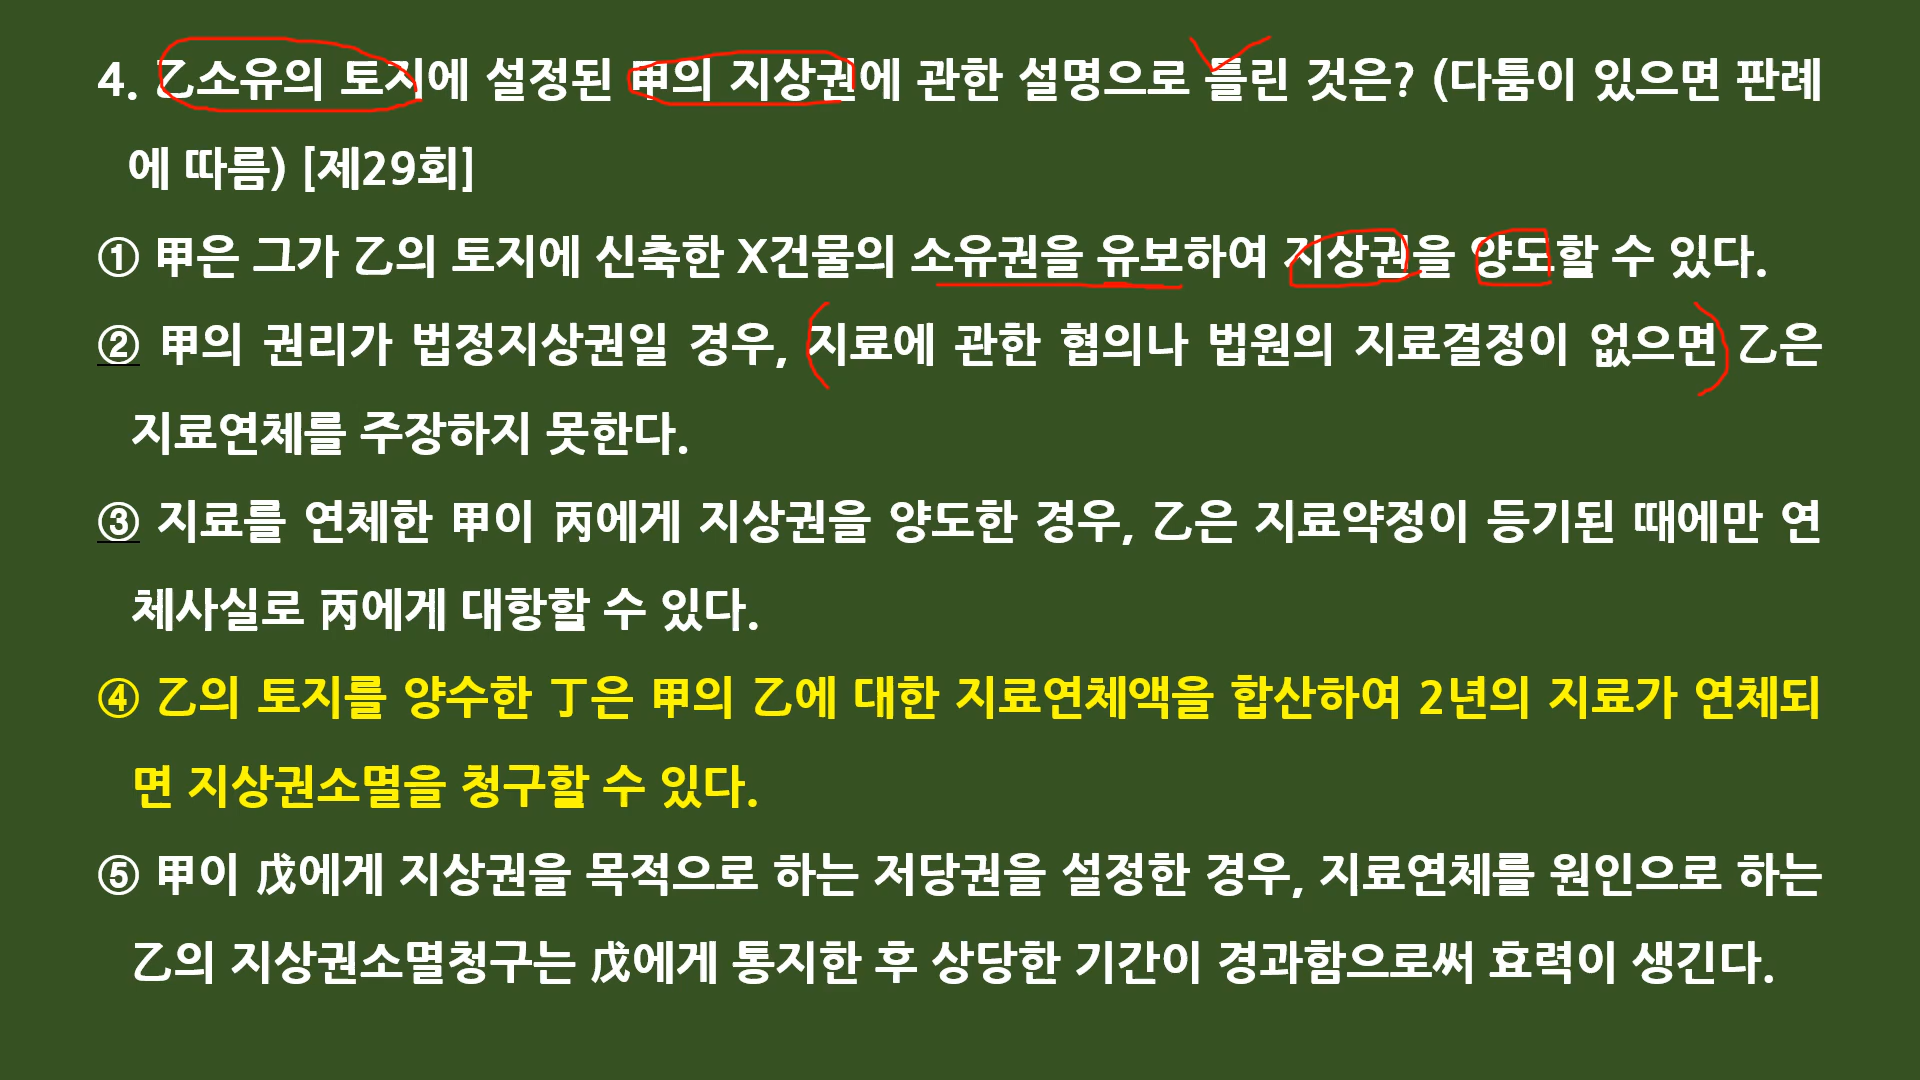 4. 乙소유의 토지에 설정된 甲의 지상권에 관한 설명으로 틀린 것은? (다툼이 있으면 판례
에 따름) [제29회]
① 甲은 그가 乙의 토지에 신축한 X건물의 소유권을 유보하여 지상권을 양도할 수 있다.
② 甲의 권리가 법정지상권일 경우, 지료에 관한 협의나 법원의 지료결정이 없으면 乙은
지료연체를 주장하지 못한다.
③ 지료를 연체한 甲이 丙에게 지상권을 양도한 경우, 乙은 지료약정이 등기된 때에만 연
체사실로 丙에게 대항할 수 있다.
④ 乙의 토지를 양수한 丁은 甲의 乙에 대한 지료연체액을 합산하여 2년의 지료가 연체되
면 지상권소멸을 청구할 수 있다.
⑤ 甲이 戊에게 지상권을 목적으로 하는 저당권을 설정한 경우, 지료연체를 원인으로 하는
乙의 지상권소멸청구는 戊에게 통지한 후 상당한 기간이 경과함으로써 효력이 생긴다.